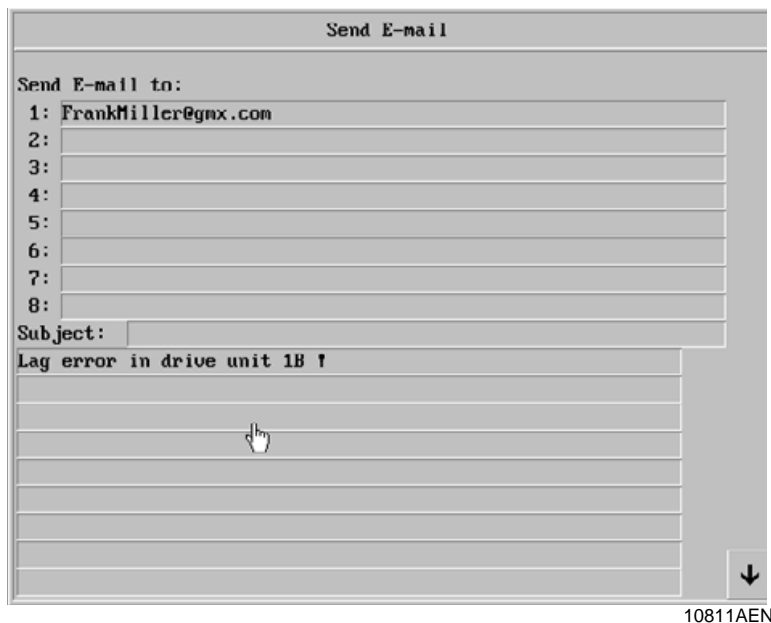 Send E-mail
Send E-mail to:
1: FrankMiller@gmx.com
2:
3:
4:
5:
6:
7:
8:
Subject:
Lag error in drive unit 1B !
10811AEN